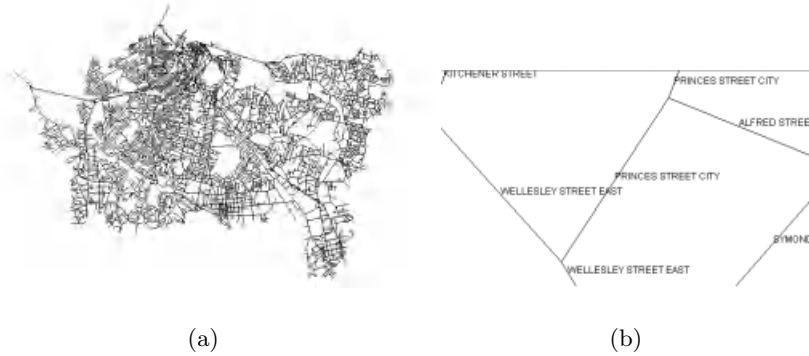 KITCHENER STREET
PRINCES STREET CITY
ALFRED STREE
PRINCES STREET CITY
WELLESLEY STREET EAST
SYMOND
WELLESLEY STREET EAST
(a)
(b)